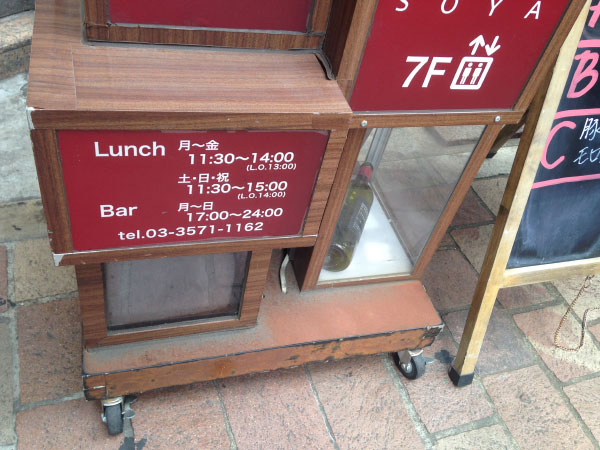 SOYA
7F
Lunch 月～金
11:30～14:00
(L.O.13:00)
土・日・祝
11:30～15:00
(L.O.14:00)
Bar 月～日
17:00～24:00
tel.03-3571-1162
A
B
C 豚